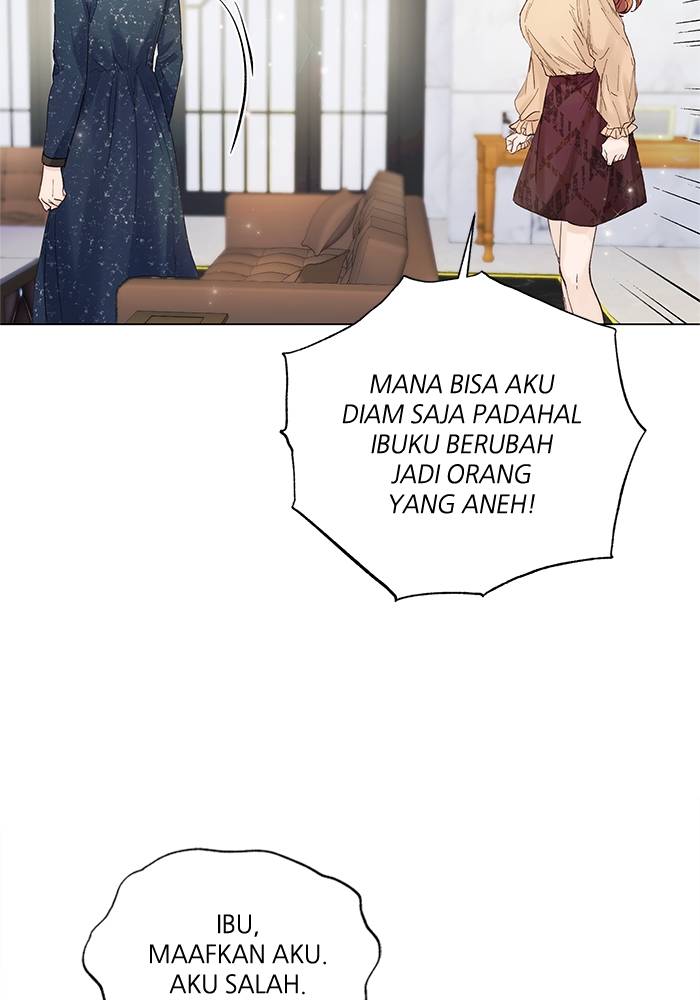 MANA BISA AKU
DIAM SAJA PADAHAL
IBUKU BERUBAH
JADI ORANG
YANG ANEH!
IBU,
MAAFKAN AKU.
AKU SALAH.